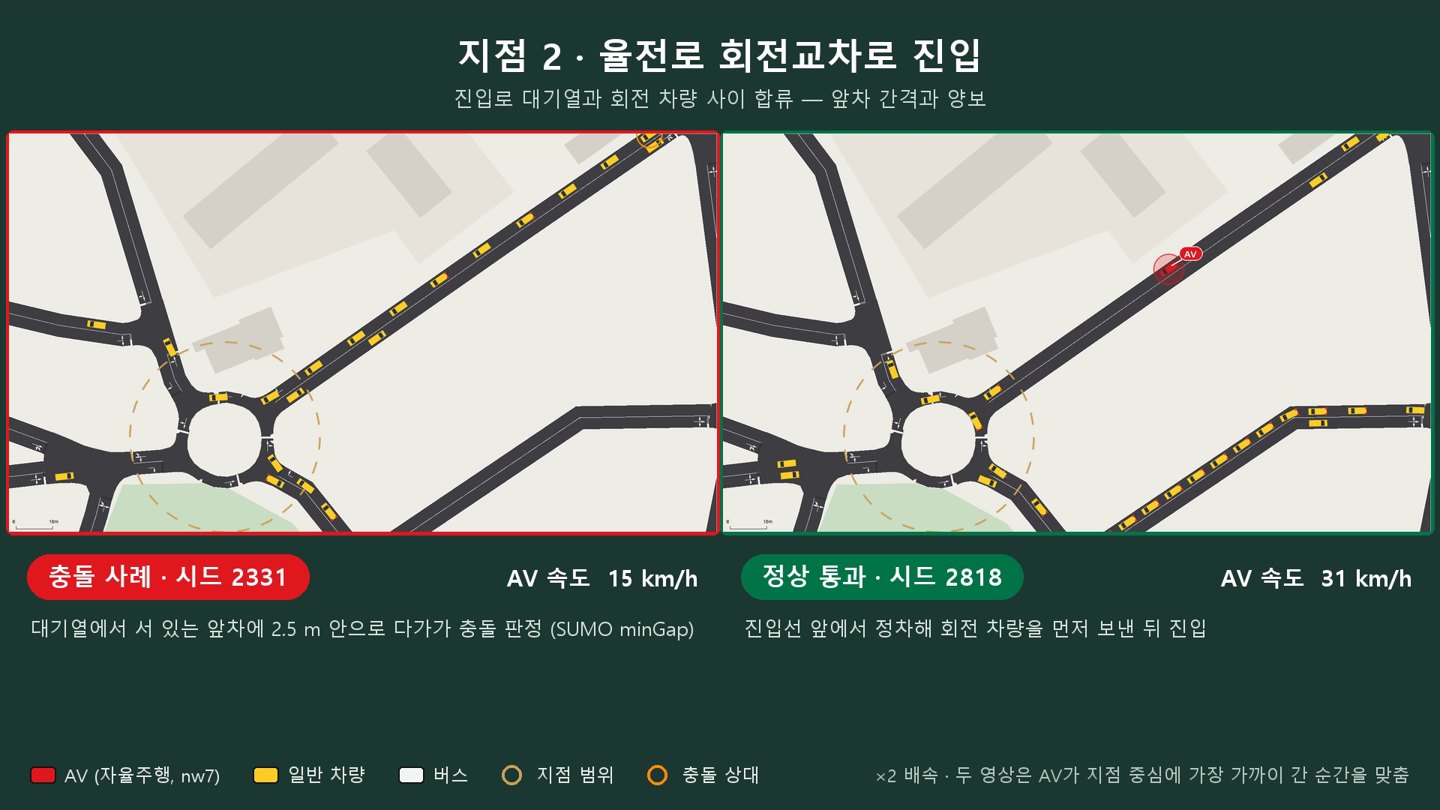 지점 2 · 율전로 회전교차로 진입
진입로 대기열과 회전 차량 사이 합류 — 앞차 간격과 양보
AV
0 10m
0 10m
충돌 사례 · 시드 2331
AV 속도 15 km/h
정상 통과 · 시드 2818
AV 속도 31 km/h
대기열에서 서 있는 앞차에 2.5 m 안으로 다가가 충돌 판정 (SUMO minGap)
진입선 앞에서 정차해 회전 차량을 먼저 보낸 뒤 진입
AV (자율주행, nw7) 일반 차량 버스 지점 범위 충돌 상대
×2 배속 · 두 영상은 AV가 지점 중심에 가장 가까이 간 순간을 맞춤